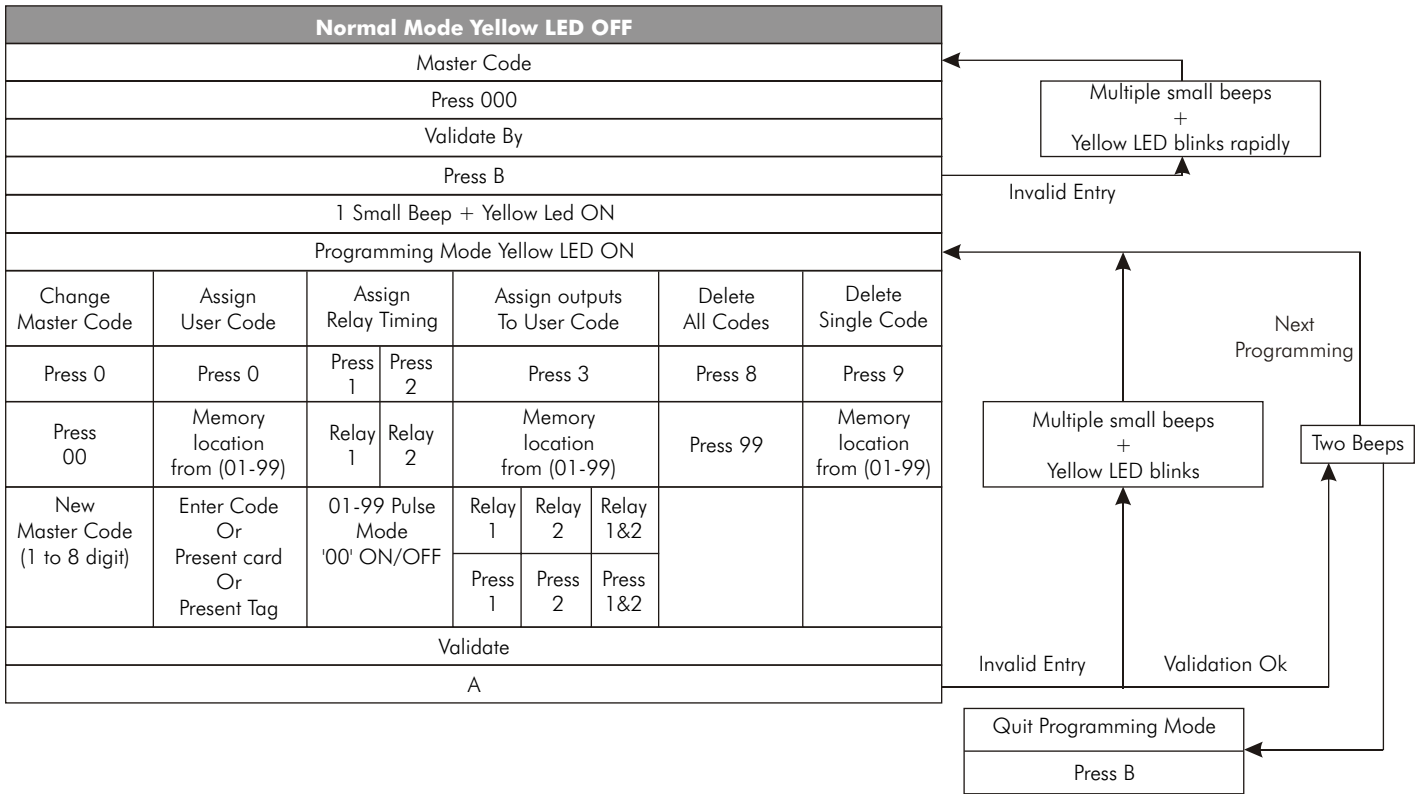 Normal Mode Yellow LED OFF
Master Code
Press 000
Validate By
Press B
1 Small Beep + Yellow Led ON
Programming Mode Yellow LED ON
Multiple small beeps
+
Yellow LED blinks rapidly
Invalid Entry
Change
Master Code
Assign
User Code
Assign
Relay Timing
Assign outputs
To User Code
Delete
All Codes
Delete
Single Code
Press 0
Press 0
Press
1
Press
2
Press 3
Press 8
Press 9
Press
00
Memory
location
from (01-99)
Relay
1
Relay
2
Memory
location
from (01-99)
Press 99
Memory
location
from (01-99)
New
Master Code
(1 to 8 digit)
Enter Code
Or
Present card
Or
Present Tag
01-99 Pulse
Mode
'00' ON/OFF
Relay
1
Relay
2
Relay
1&2
Press
1
Press
2
Press
1&2
Validate
A
Next
Programming
Multiple small beeps
+
Yellow LED blinks
Two Beeps
Invalid Entry
Validation Ok
Quit Programming Mode
Press B